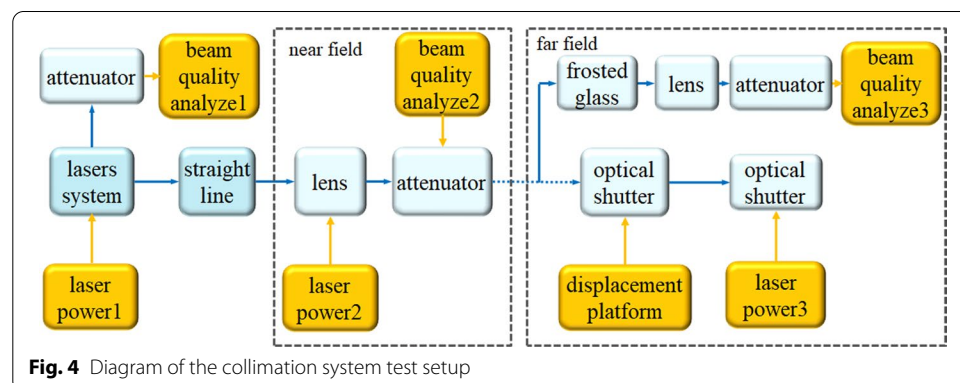 attenuator
beam
quality
analyze1
lasers
system
straight
line
laser
power1
near field
beam
quality
analyze2
lens
attenuator
laser
power2
far field
frosted
glass
lens
attenuator
beam
quality
analyze3
optical
shutter
optical
shutter
displacement
platform
laser
power3
Fig. 4 Diagram of the collimation system test setup